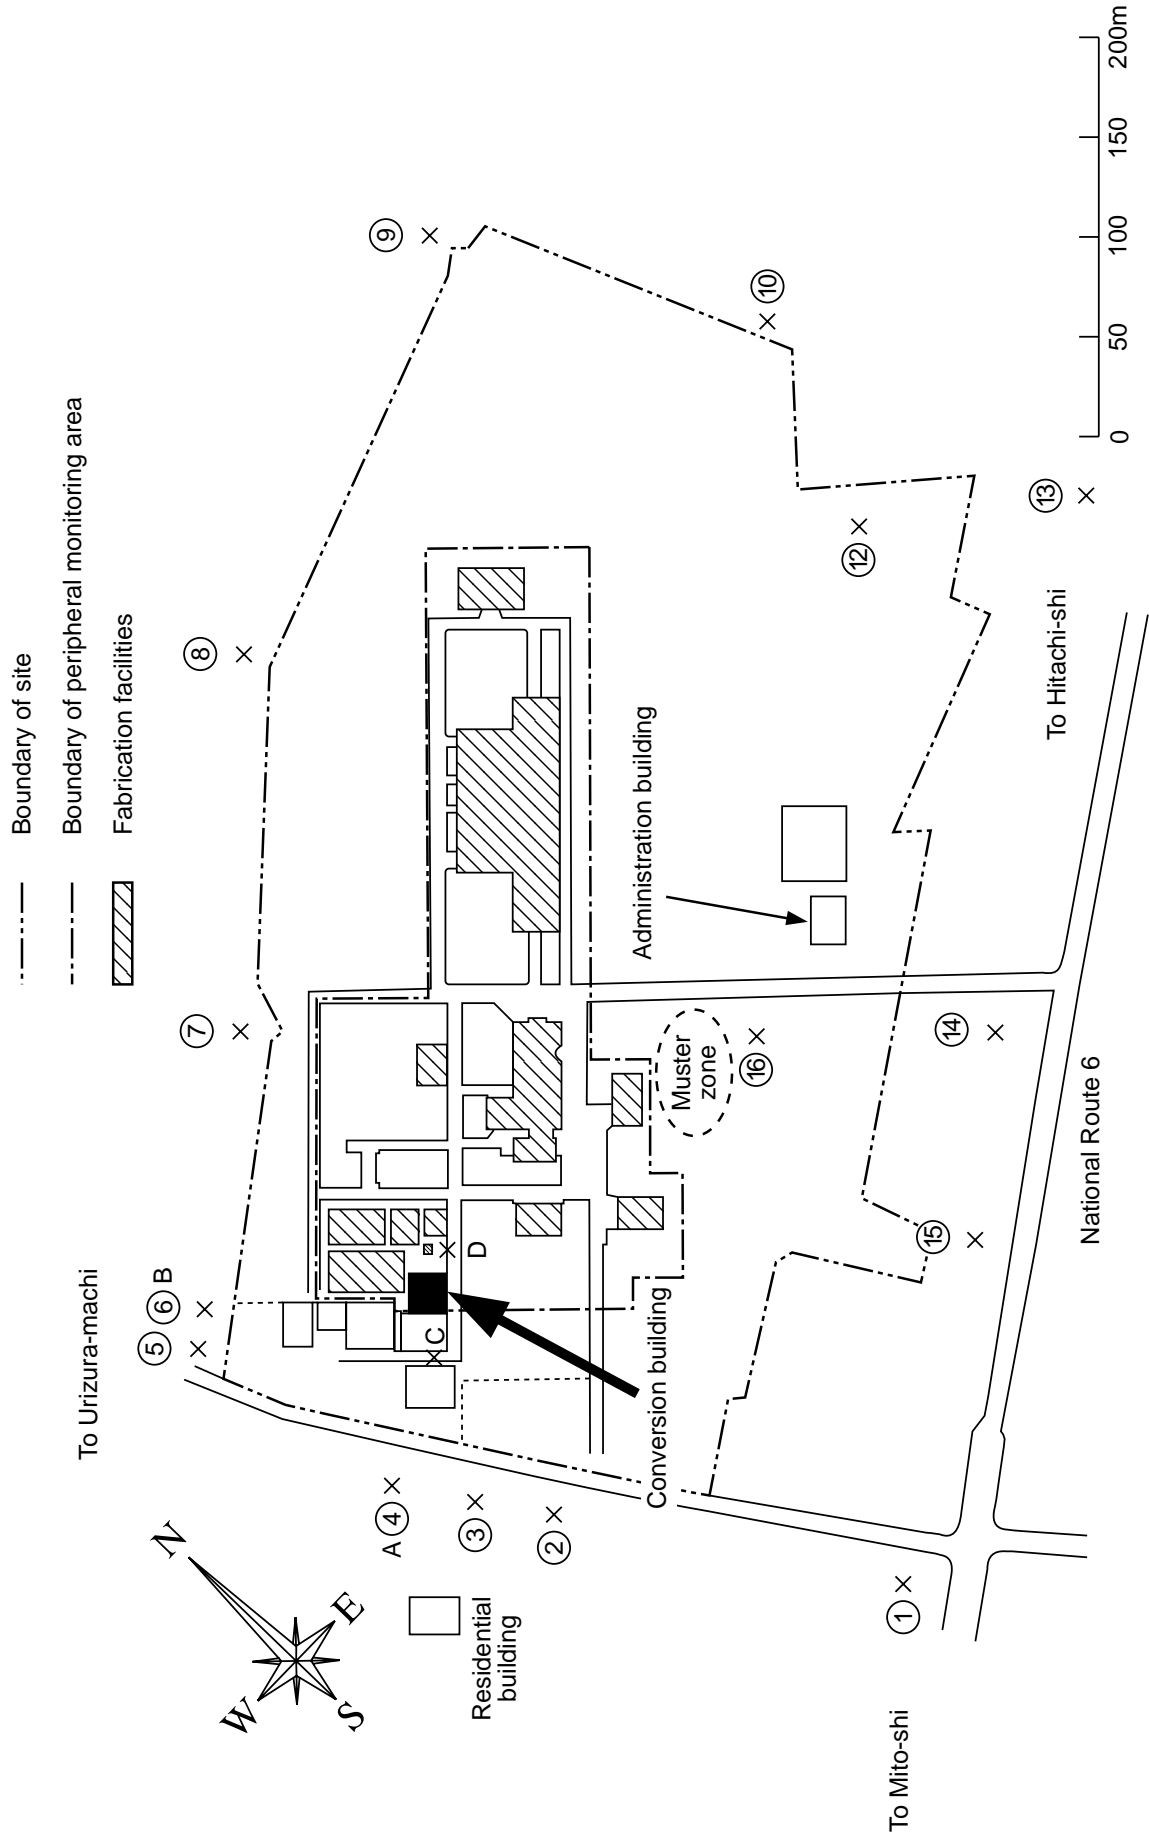 Boundary of site
Boundary of peripheral monitoring area
Fabrication facilities
To Urizura-machi
5
6 B
7
8
9
10
12
13
14
15
16
A 4
3
2
1
C
D
N
W
E
S
Residential
building
Conversion building
Administration building
Muster
zone
National Route 6
To Hitachi-shi
To Mito-shi
0 50 100 150 200m